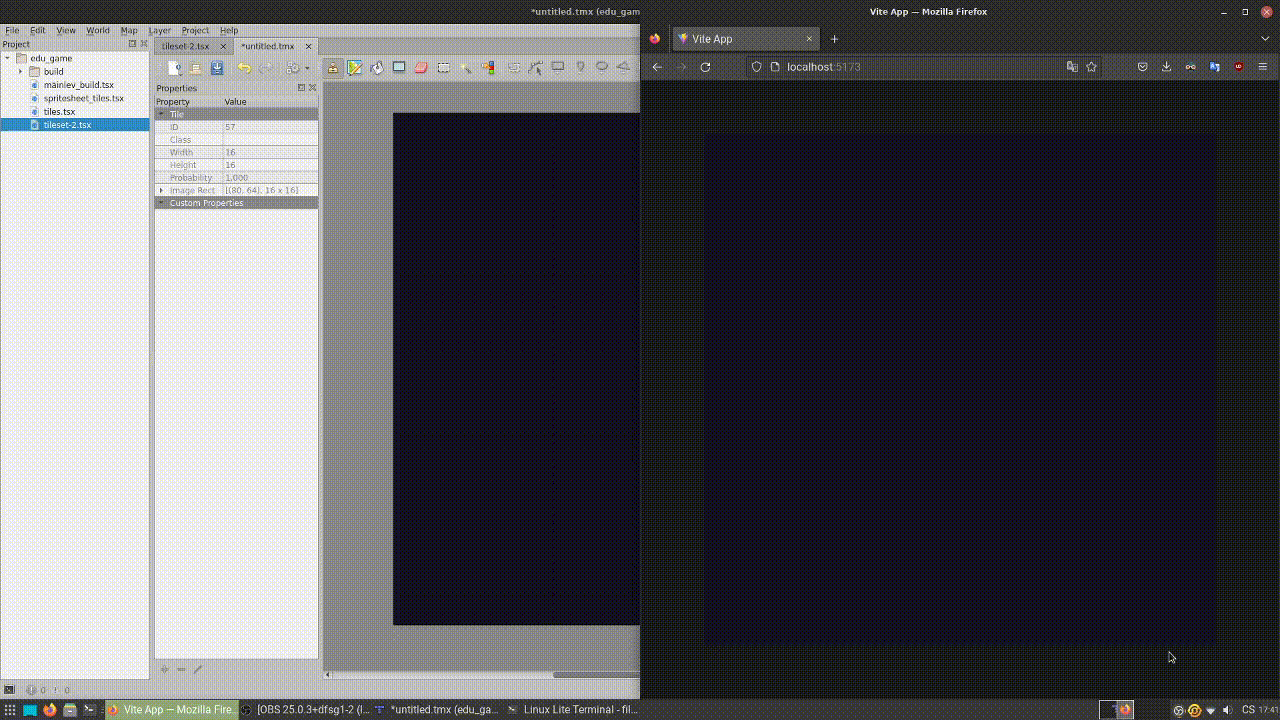 *untitled.tmx (edu_gam
Vite App — Mozilla Firefox
File Edit View World Map Layer Project Help
Project
edu_game
build
mainlev_build.tsx
spritesheet_tiles.tsx
tiles.tsx
tileset-2.tsx
tileset-2.tsx
*untitled.tmx
Properties
Property Value
Tile
ID 57
Class
Width 16
Height 16
Probability 1,000
Image Rect [(80, 64), 16 x 16]
Custom Properties
Vite App
localhost:5173
0 0
Vite App — Mozilla Fire...
[OBS 25.0.3+dfsg1-2 (l...
*untitled.tmx (edu_ga...
Linux Lite Terminal - fil...
CS 17:41